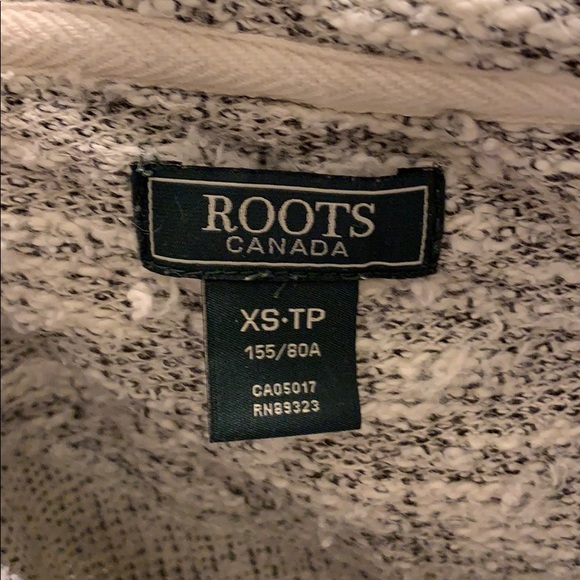 ROOTS
CANADA
XS·TP
155/80A
CA05017
RN89323